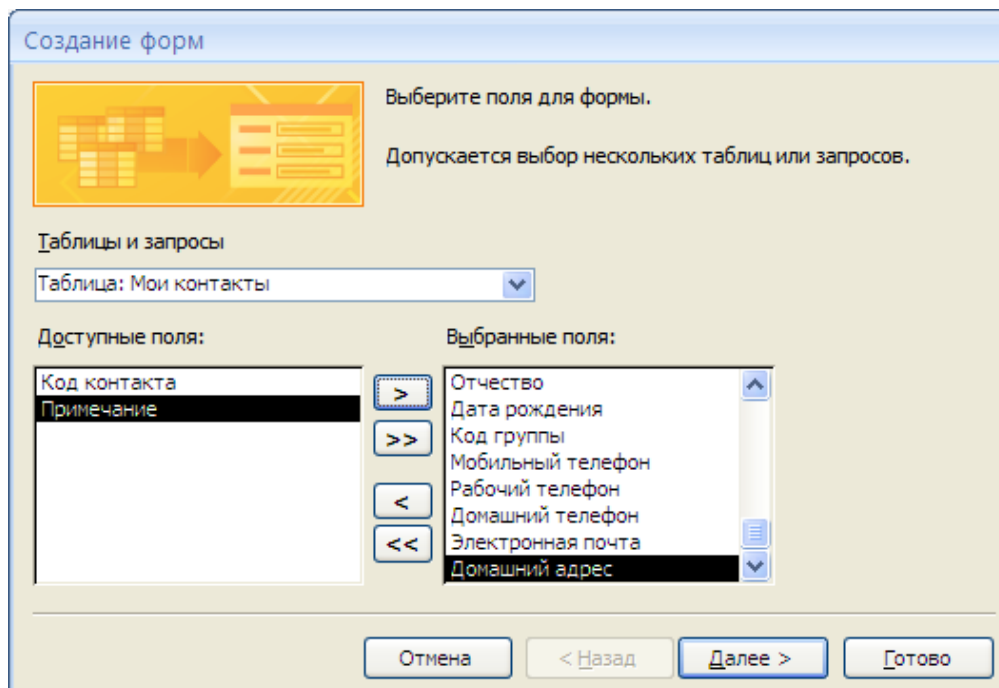 Создание форм
Выберите поля для формы.
Допускается выбор нескольких таблиц или запросов.
Таблицы и запросы
Таблица: Мои контакты
Доступные поля:
Выбранные поля:
Код контакта
Примечание
>
>>
<
<<
Отчество
Дата рождения
Код группы
Мобильный телефон
Рабочий телефон
Домашний телефон
Электронная почта
Домашний адрес
Отмена
< Назад
Далее >
Готово